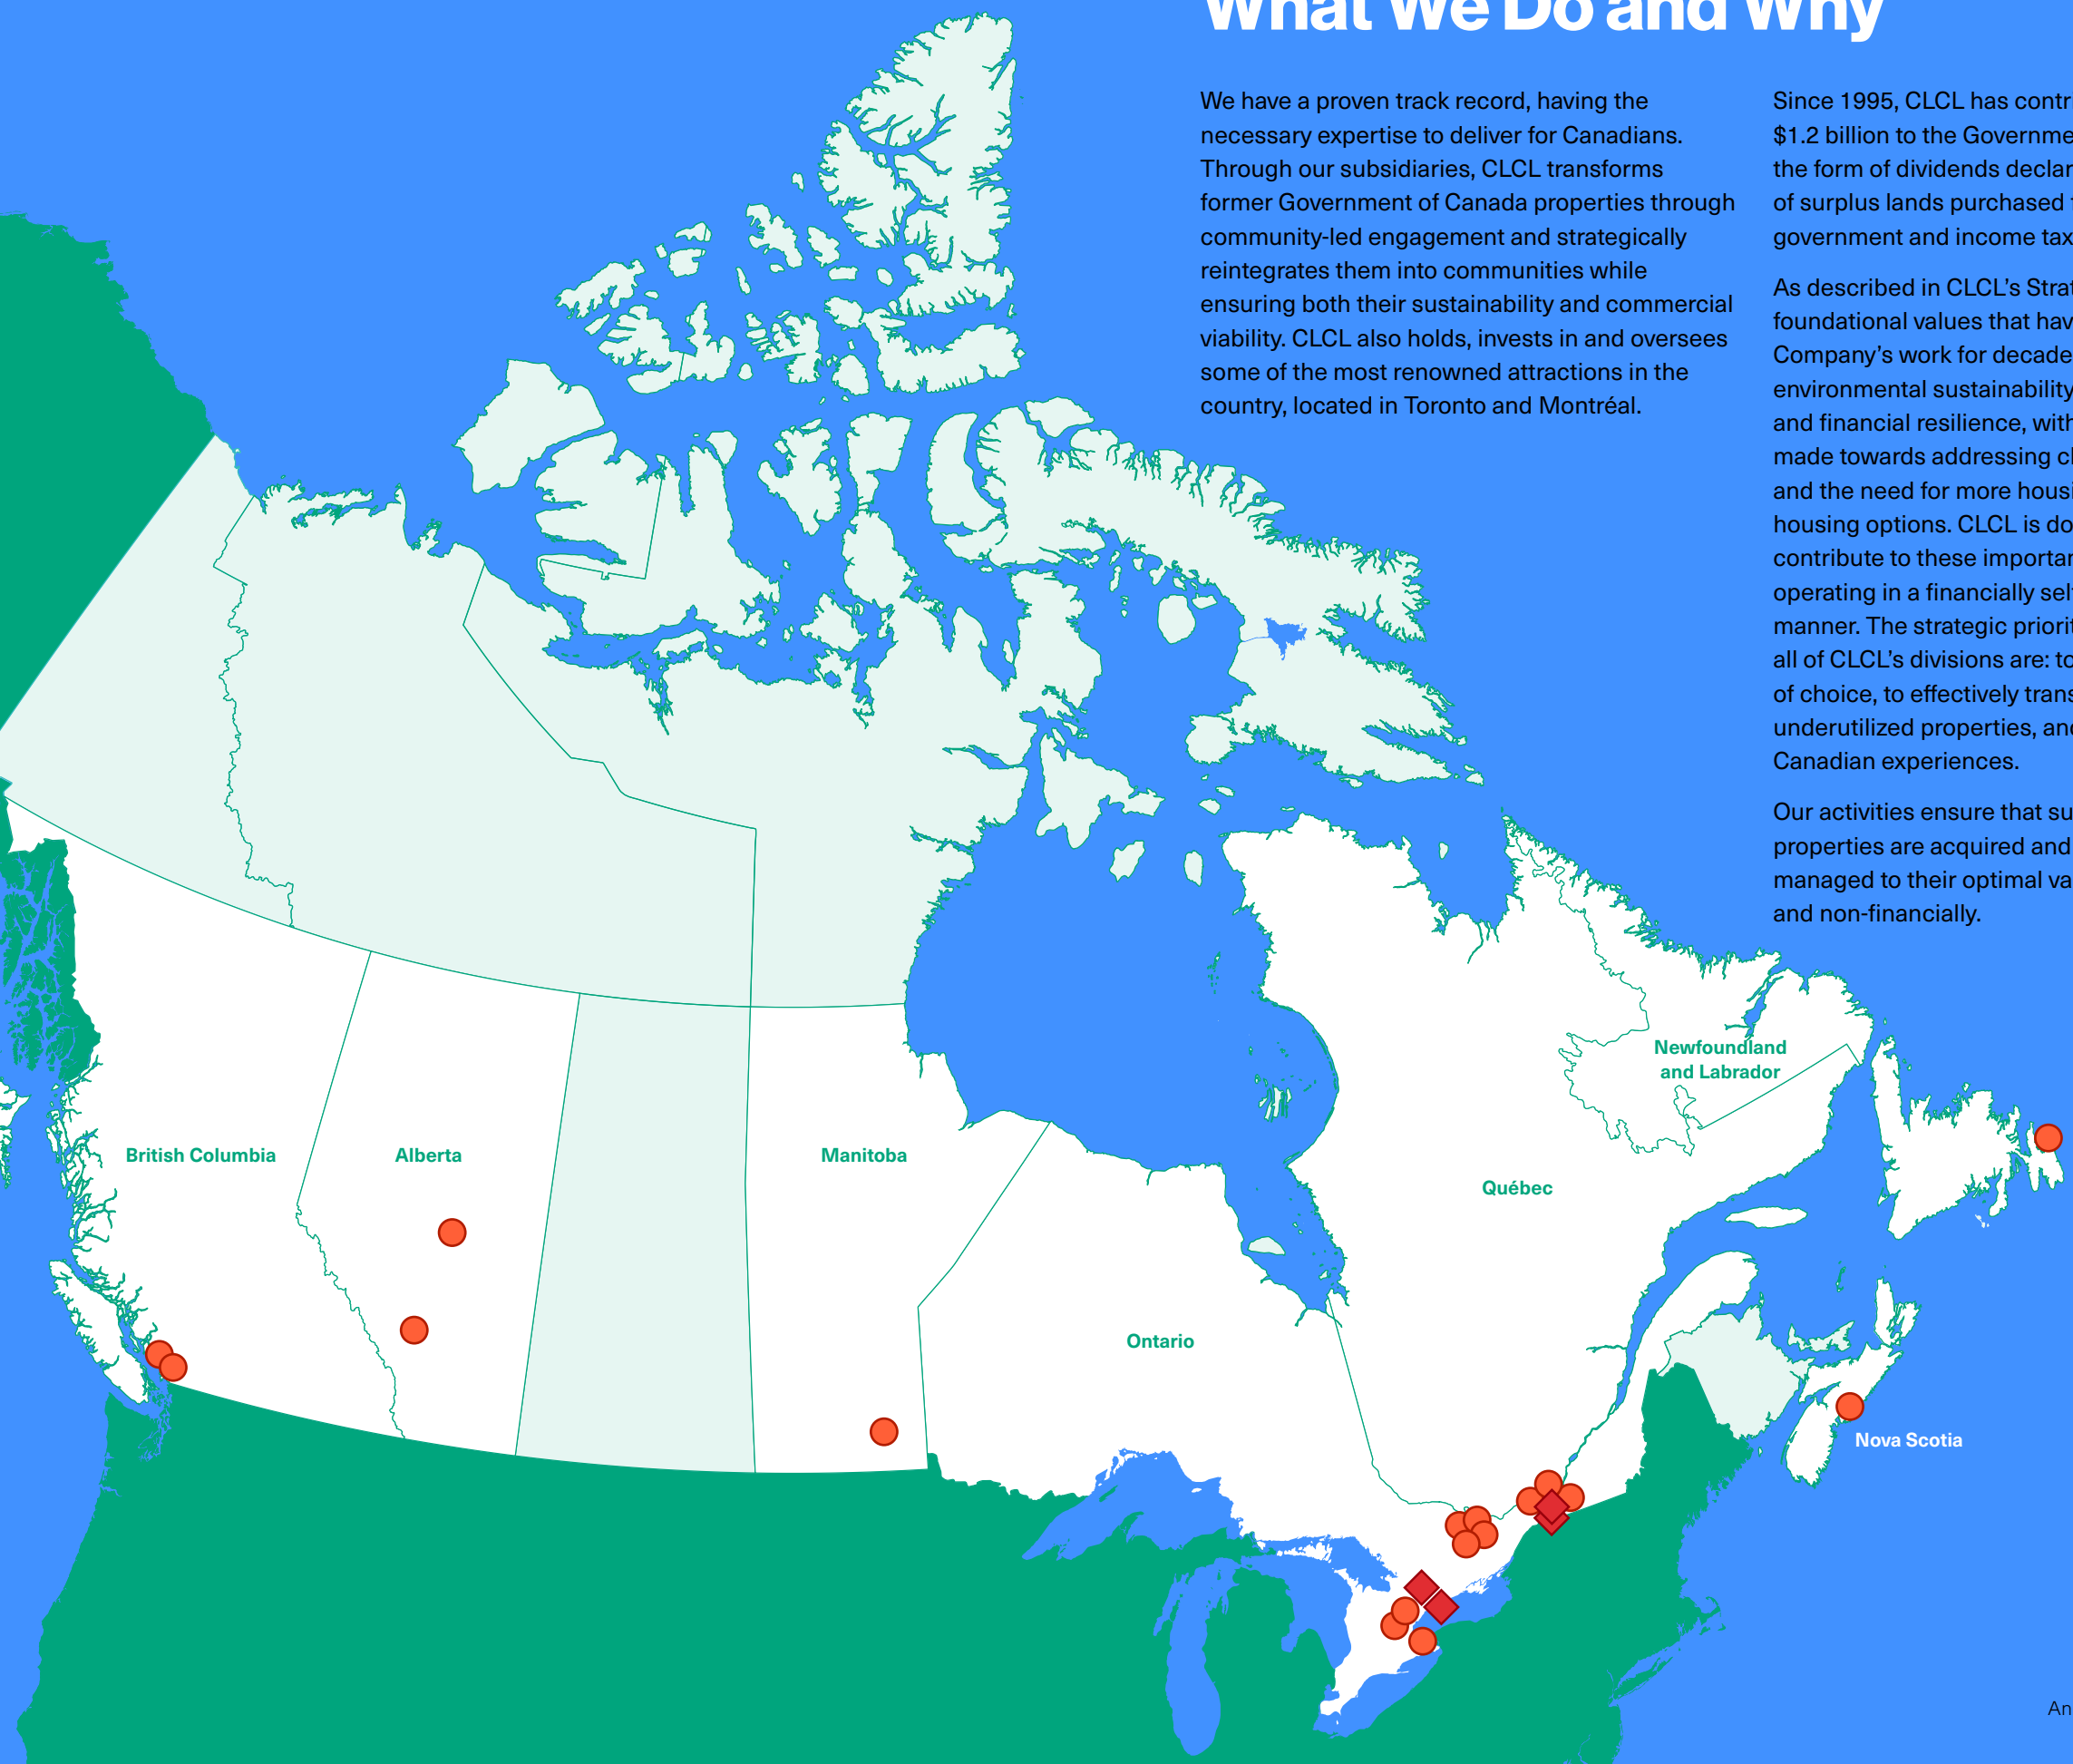 What We Do and Why
We have a proven track record, having the
necessary expertise to deliver for Canadians.
Through our subsidiaries, CLCL transforms
former Government of Canada properties through
community-led engagement and strategically
reintegrates them into communities while
ensuring both their sustainability and commercial
viability. CLCL also holds, invests in and oversees
some of the most renowned attractions in the
country, located in Toronto and Montréal.
Since 1995, CLCL has contr
$1.2 billion to the Governme
the form of dividends declar
of surplus lands purchased
government and income tax
As described in CLCL's Strat
foundational values that hav
Company's work for decade
environmental sustainability
and financial resilience, with
made towards addressing cl
and the need for more housi
housing options. CLCL is do
contribute to these importan
operating in a financially sel
manner. The strategic priorit
all of CLCL's divisions are: to
of choice, to effectively trans
underutilized properties, and
Canadian experiences.
Our activities ensure that su
properties are acquired and
managed to their optimal va
and non-financially.
Newfoundland
and Labrador
British Columbia
Alberta
Manitoba
Québec
Ontario
Nova Scotia
An